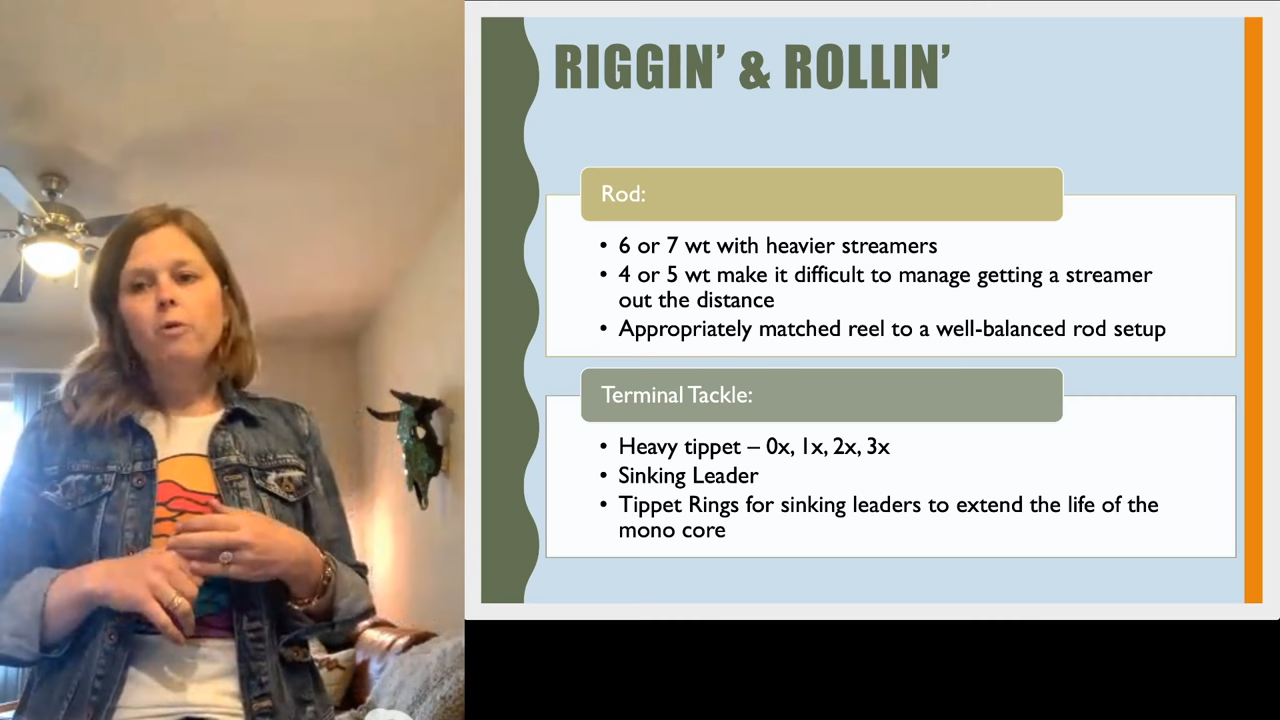 RIGGIN’ & ROLLIN’
Rod:
• 6 or 7 wt with heavier streamers
• 4 or 5 wt make it difficult to manage getting a streamer
out the distance
• Appropriately matched reel to a well-balanced rod setup
Terminal Tackle:
• Heavy tippet – 0x, 1x, 2x, 3x
• Sinking Leader
• Tippet Rings for sinking leaders to extend the life of the
mono core